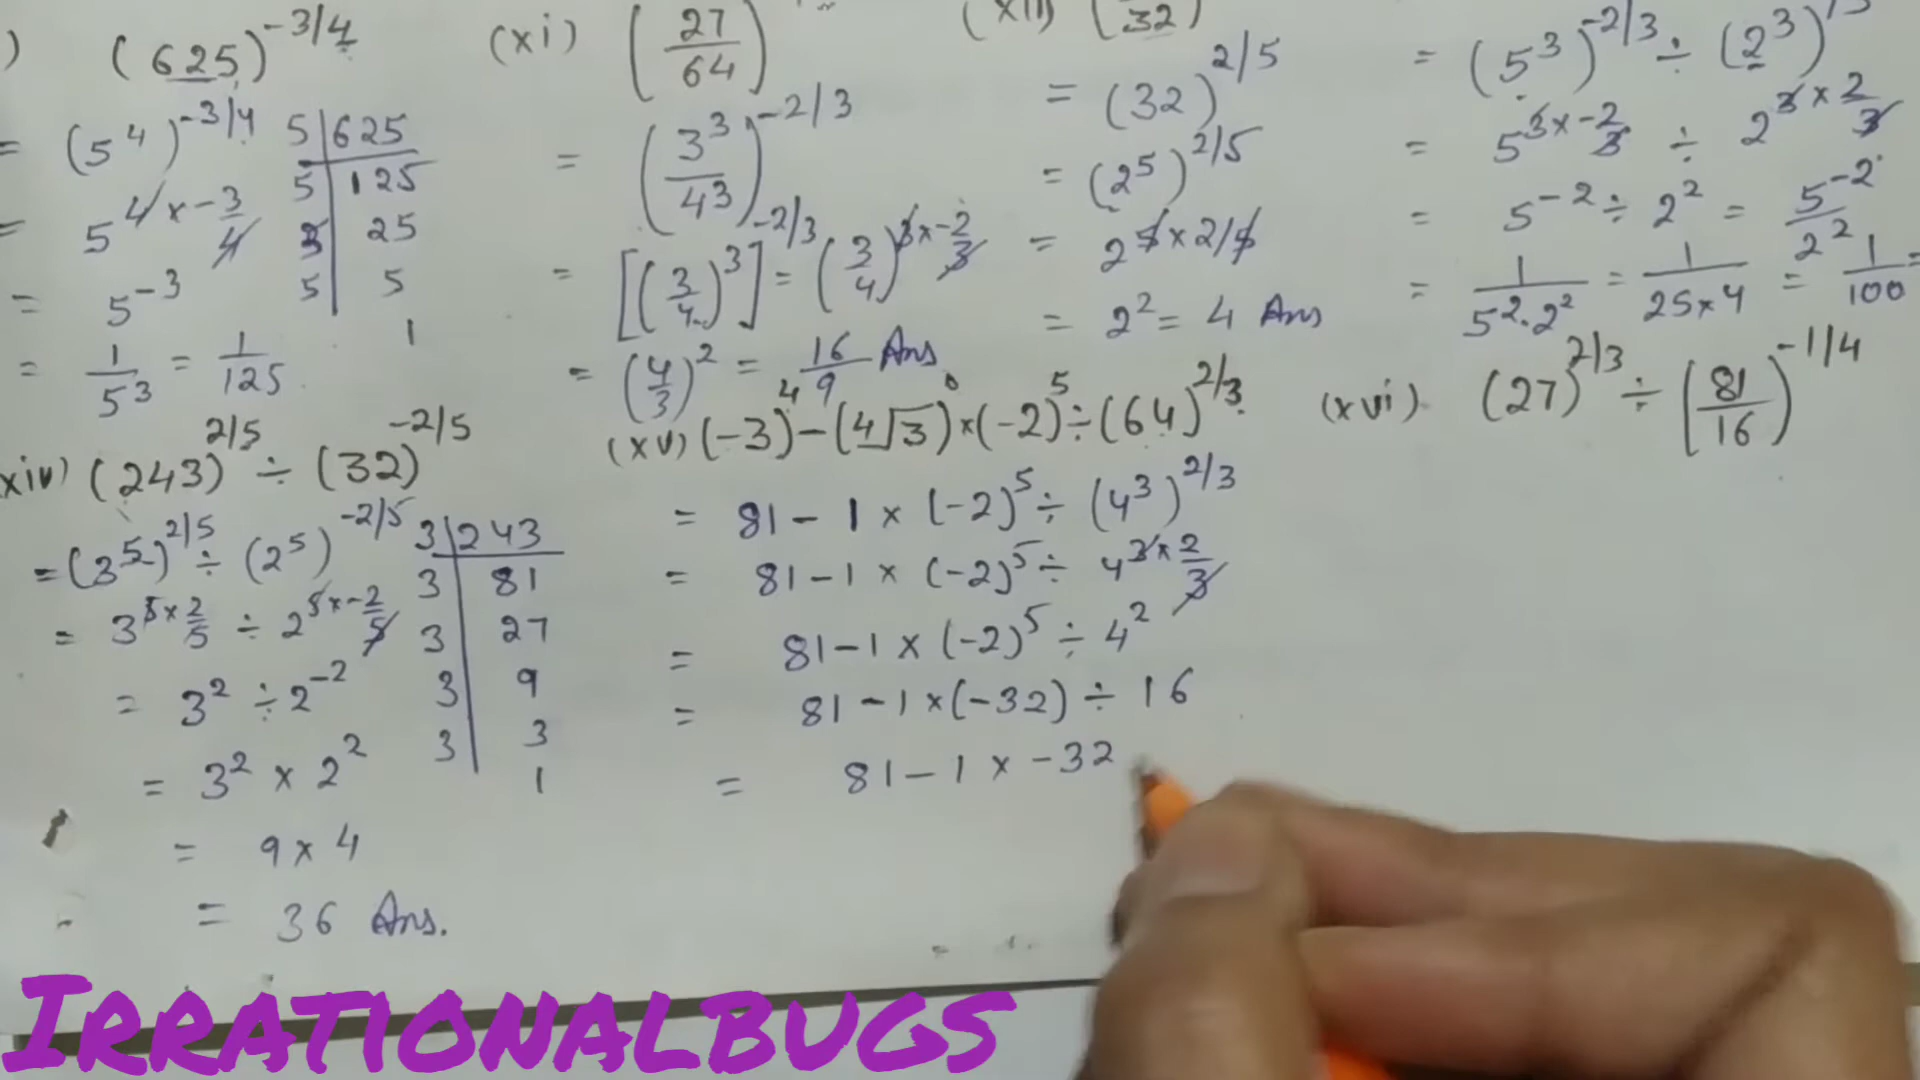 ) (625)^-3/4
= (5^4)^-3/4
= 5^4 × -3/4
= 5^-3
= 1/5^3 = 1/125
5 | 625
5 | 125
5 | 25
5 | 5
1
(xi) (27/64)
= (3^3/4^3)^-2/3
= [(3/4)^3]^-2/3 = (3/4)^3×-2/3
= (4/3)^2 = 16/9 Ans
(xii) (32)
= (32)^2/5
= (2^5)^2/5
= 2^5×2/5
= 2^2 = 4 Ans
= (5^3)^-2/3 ÷ (2^3)
= 5^3×-2/3 ÷ 2^3×2/3
= 5^-2 ÷ 2^2 = 5^-2/2^2
= 1/5^2·2^2 = 1/25×4 = 1/100 =
xiv) (243)^2/5 ÷ (32)^-2/5
= (3^5)^2/5 ÷ (2^5)^-2/5
= 3^5×2/5 ÷ 2^5×-2/5
= 3^2 ÷ 2^-2
= 3^2 × 2^2
= 9 × 4
= 36 Ans.
3 | 243
3 | 81
3 | 27
3 | 9
3 | 3
1
(xv) (-3)^4 - (4√3)^0 × (-2)^5 ÷ (64)^2/3
= 81 - 1 × (-2)^5 ÷ (4^3)^2/3
= 81 - 1 × (-2)^5 ÷ 4^3×2/3
= 81 - 1 × (-2)^5 ÷ 4^2
= 81 - 1 × (-32) ÷ 16
= 81 - 1 × -32
(xvi) (27)^2/3 ÷ (81/16)^-1/4
IRRATIONALBUGS